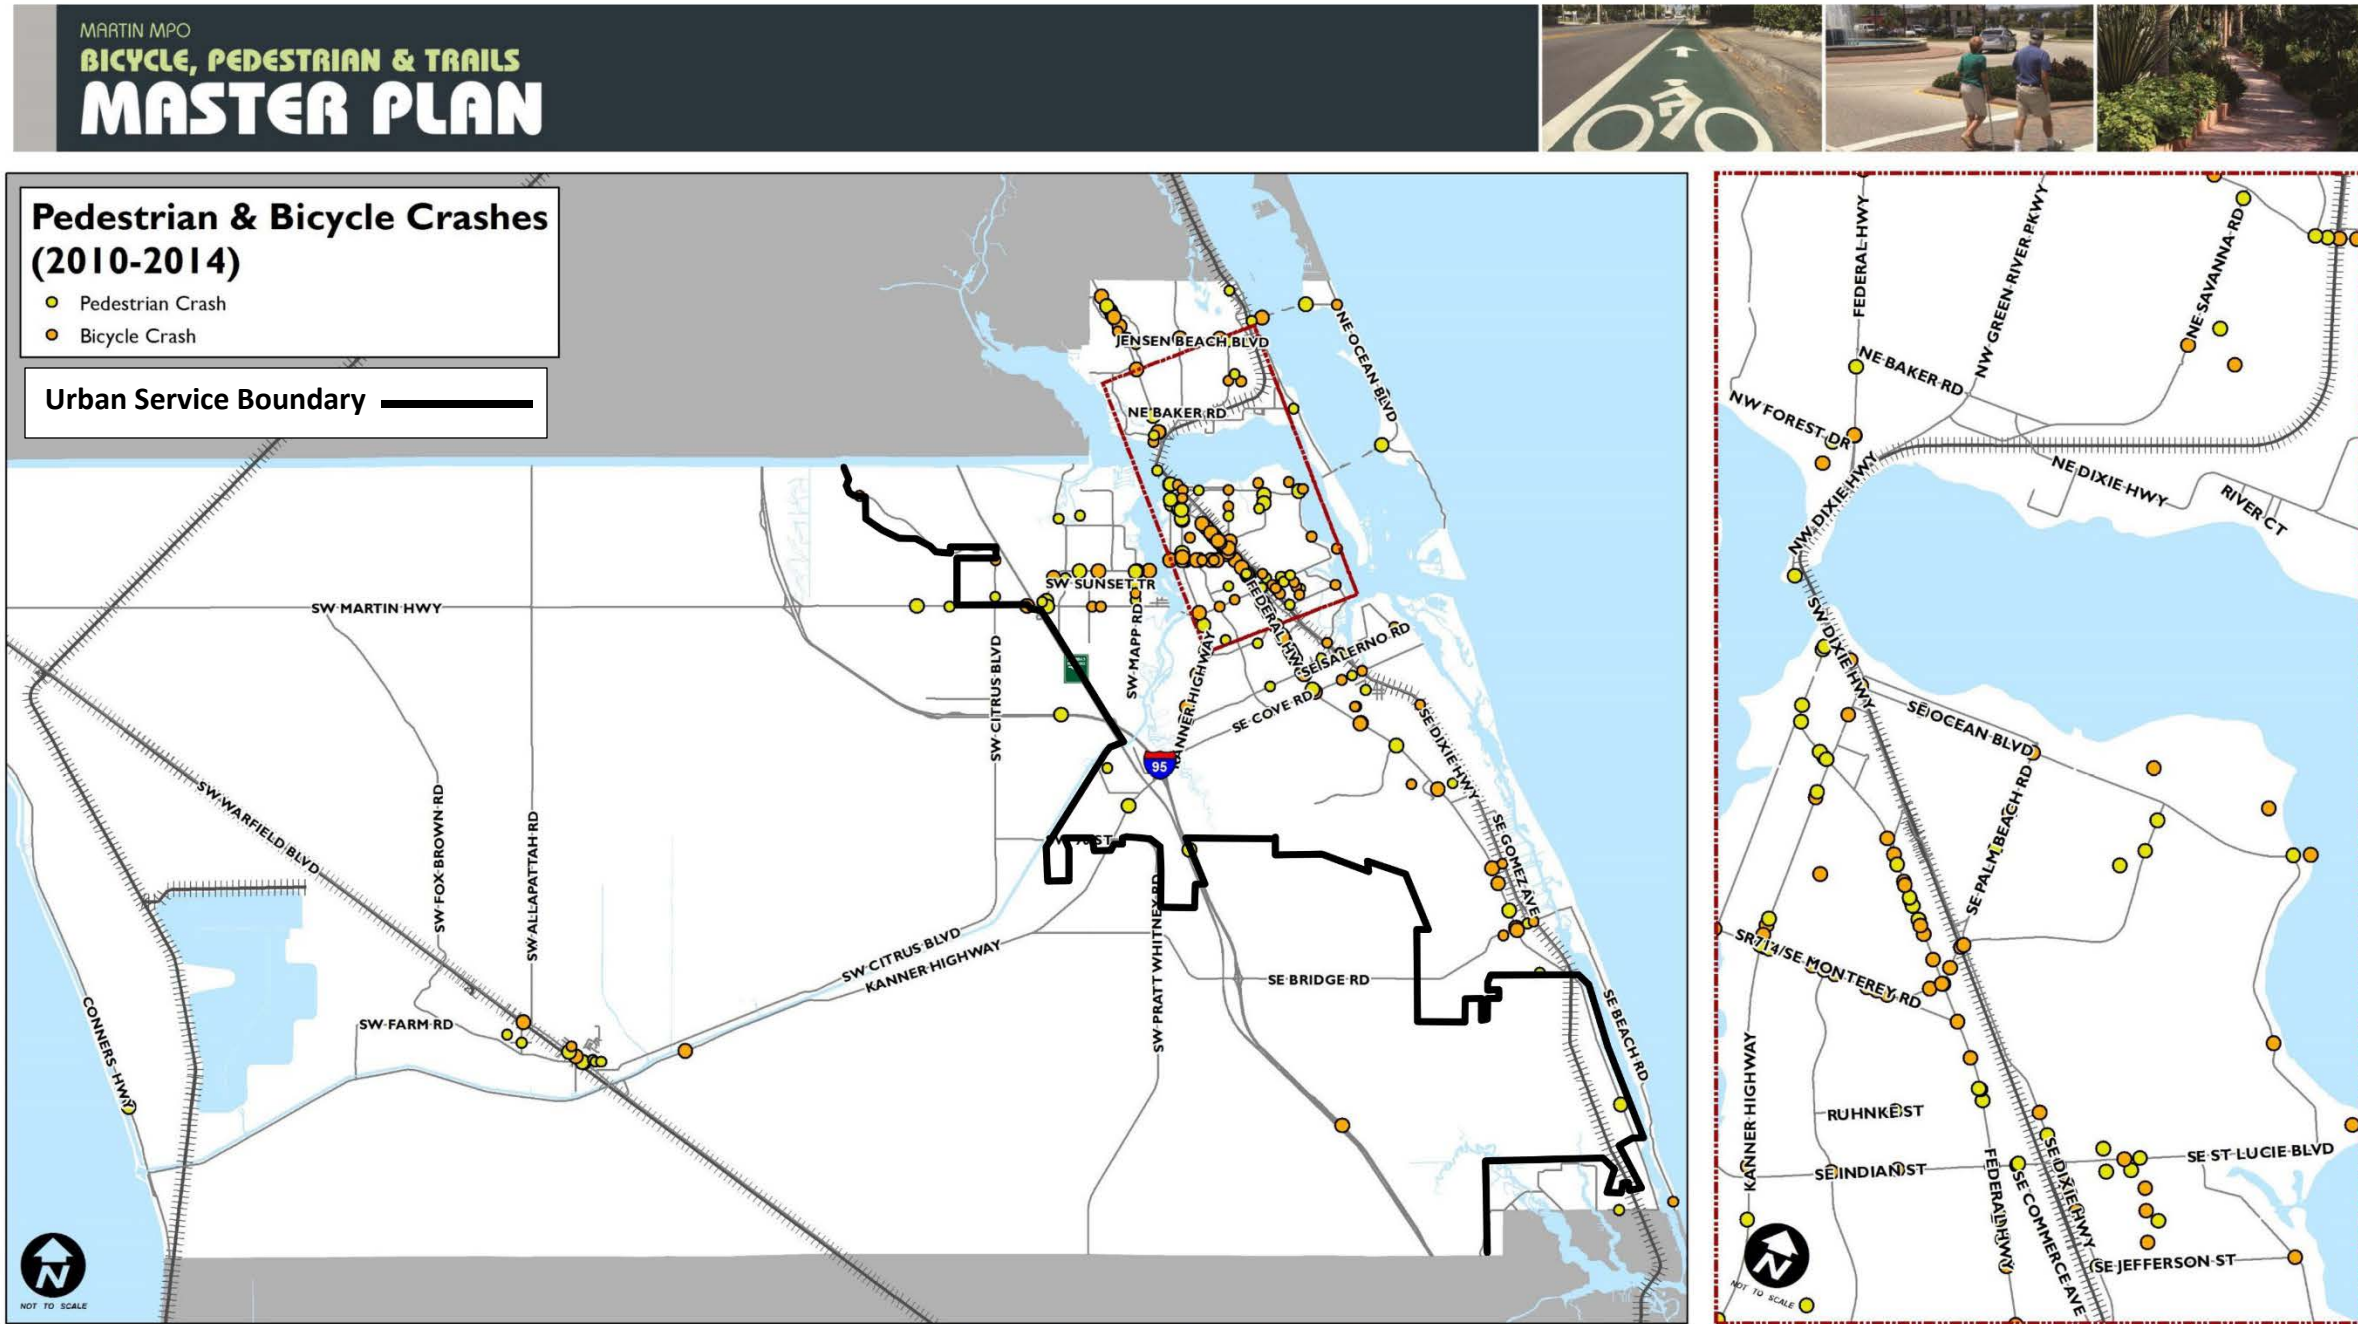 MARTIN MPO
BICYCLE, PEDESTRIAN & TRAILS
MASTER PLAN
Pedestrian & Bicycle Crashes
(2010-2014)
Pedestrian Crash
Bicycle Crash
Urban Service Boundary
JENSEN BEACH BLVD
NE OCEAN BLVD
NE BAKER RD
SW SUNSET TR
SW MARTIN HWY
SW MAPP RD
FEDERAL HWY
SE SALERNO RD
KANNER HIGHWAY
SE COVE RD
SW CITRUS BLVD
SE DIXIE HWY
95
SW WARFIELD BLVD
SW FOX BROWN RD
SW ALLAPATTAH RD
SE GOMEZ AVE
SW PRATT WHITNEY RD
SW CITRUS BLVD
KANNER HIGHWAY
SE BRIDGE RD
SE BEACH RD
CONNERS HWY
SW FARM RD
N
NOT TO SCALE
FEDERAL HWY
NW GREEN RIVER PKWY
NE SAVANNA RD
NE BAKER RD
NW FOREST DR
NW DIXIE HWY
NE DIXIE HWY
RIVER CT
SW DIXIE HWY
SE OCEAN BLVD
SE PALM BEACH RD
SR714/SE MONTEREY RD
KANNER HIGHWAY
RUHNKE ST
SE INDIAN ST
FEDERAL HWY
SE COMMERCE AVE
SE DIXIE HWY
SE ST LUCIE BLVD
SE JEFFERSON ST
N
NOT TO SCALE